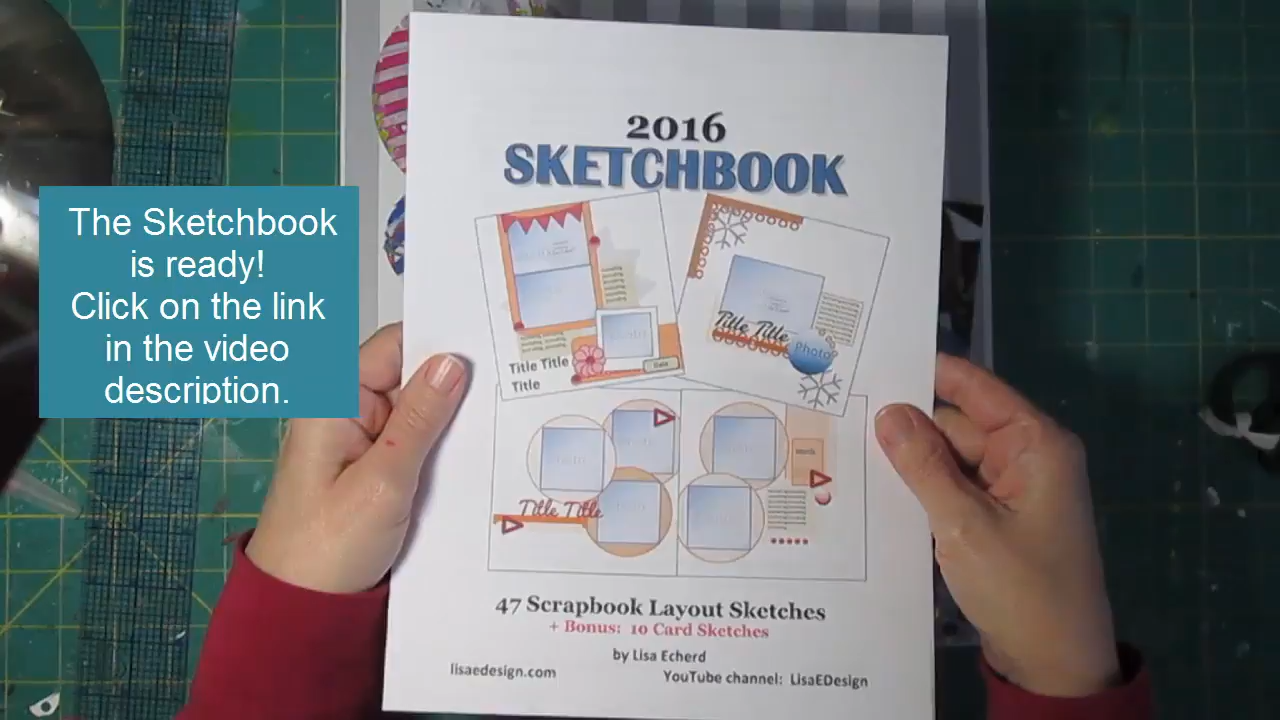 The Sketchbook
is ready!
Click on the link
in the video
description.
2016
SKETCHBOOK
Title Title
Title
Date
Title Title
Photo
Title Title
47 Scrapbook Layout Sketches
+ Bonus: 10 Card Sketches
by Lisa Echerd
lisaedesign.com
YouTube channel: LisaEDesign